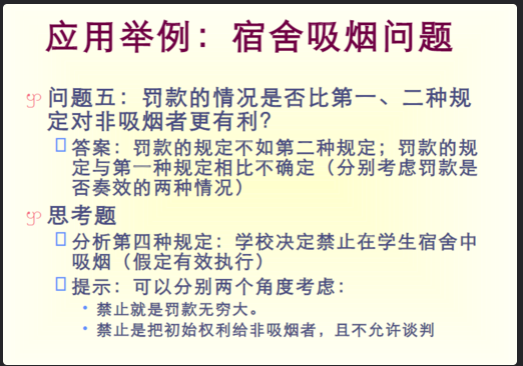 应用举例：宿舍吸烟问题
问题五：罚款的情况是否比第一、二种规
定对非吸烟者更有利？
答案：罚款的规定不如第二种规定；罚款的规
定与第一种规定相比不确定（分别考虑罚款是
否奏效的两种情况）
思考题
分析第四种规定：学校决定禁止在学生宿舍中
吸烟（假定有效执行）
提示：可以分别两个角度考虑：
• 禁止就是罚款无穷大。
• 禁止是把初始权利给非吸烟者，且不允许谈判